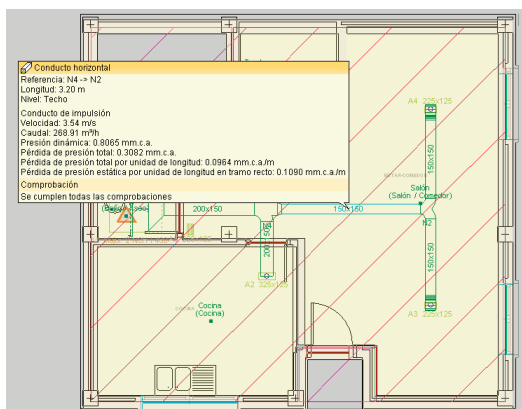 Conducto horizontal
Referencia: N4 -> N2
Longitud: 3.20 m
Nivel: Techo
Conducto de impulsión
Velocidad: 3.54 m/s
Caudal: 268.91 m³/h
Presión dinámica: 0.8065 mm.c.a.
Pérdida de presión total: 0.3082 mm.c.a.
Pérdida de presión total por unidad de longitud: 0.0964 mm.c.a./m
Pérdida de presión estática por unidad de longitud en tramo recto: 0.1090 mm.c.a./m
Comprobación
Se cumplen todas las comprobaciones
A4 225x125
150x150
Salón
(Salón / Comedor)
200x150
150x150
N2
150x150
A2 325x125
A3 225x125
COCINA
Cocina
(Cocina)